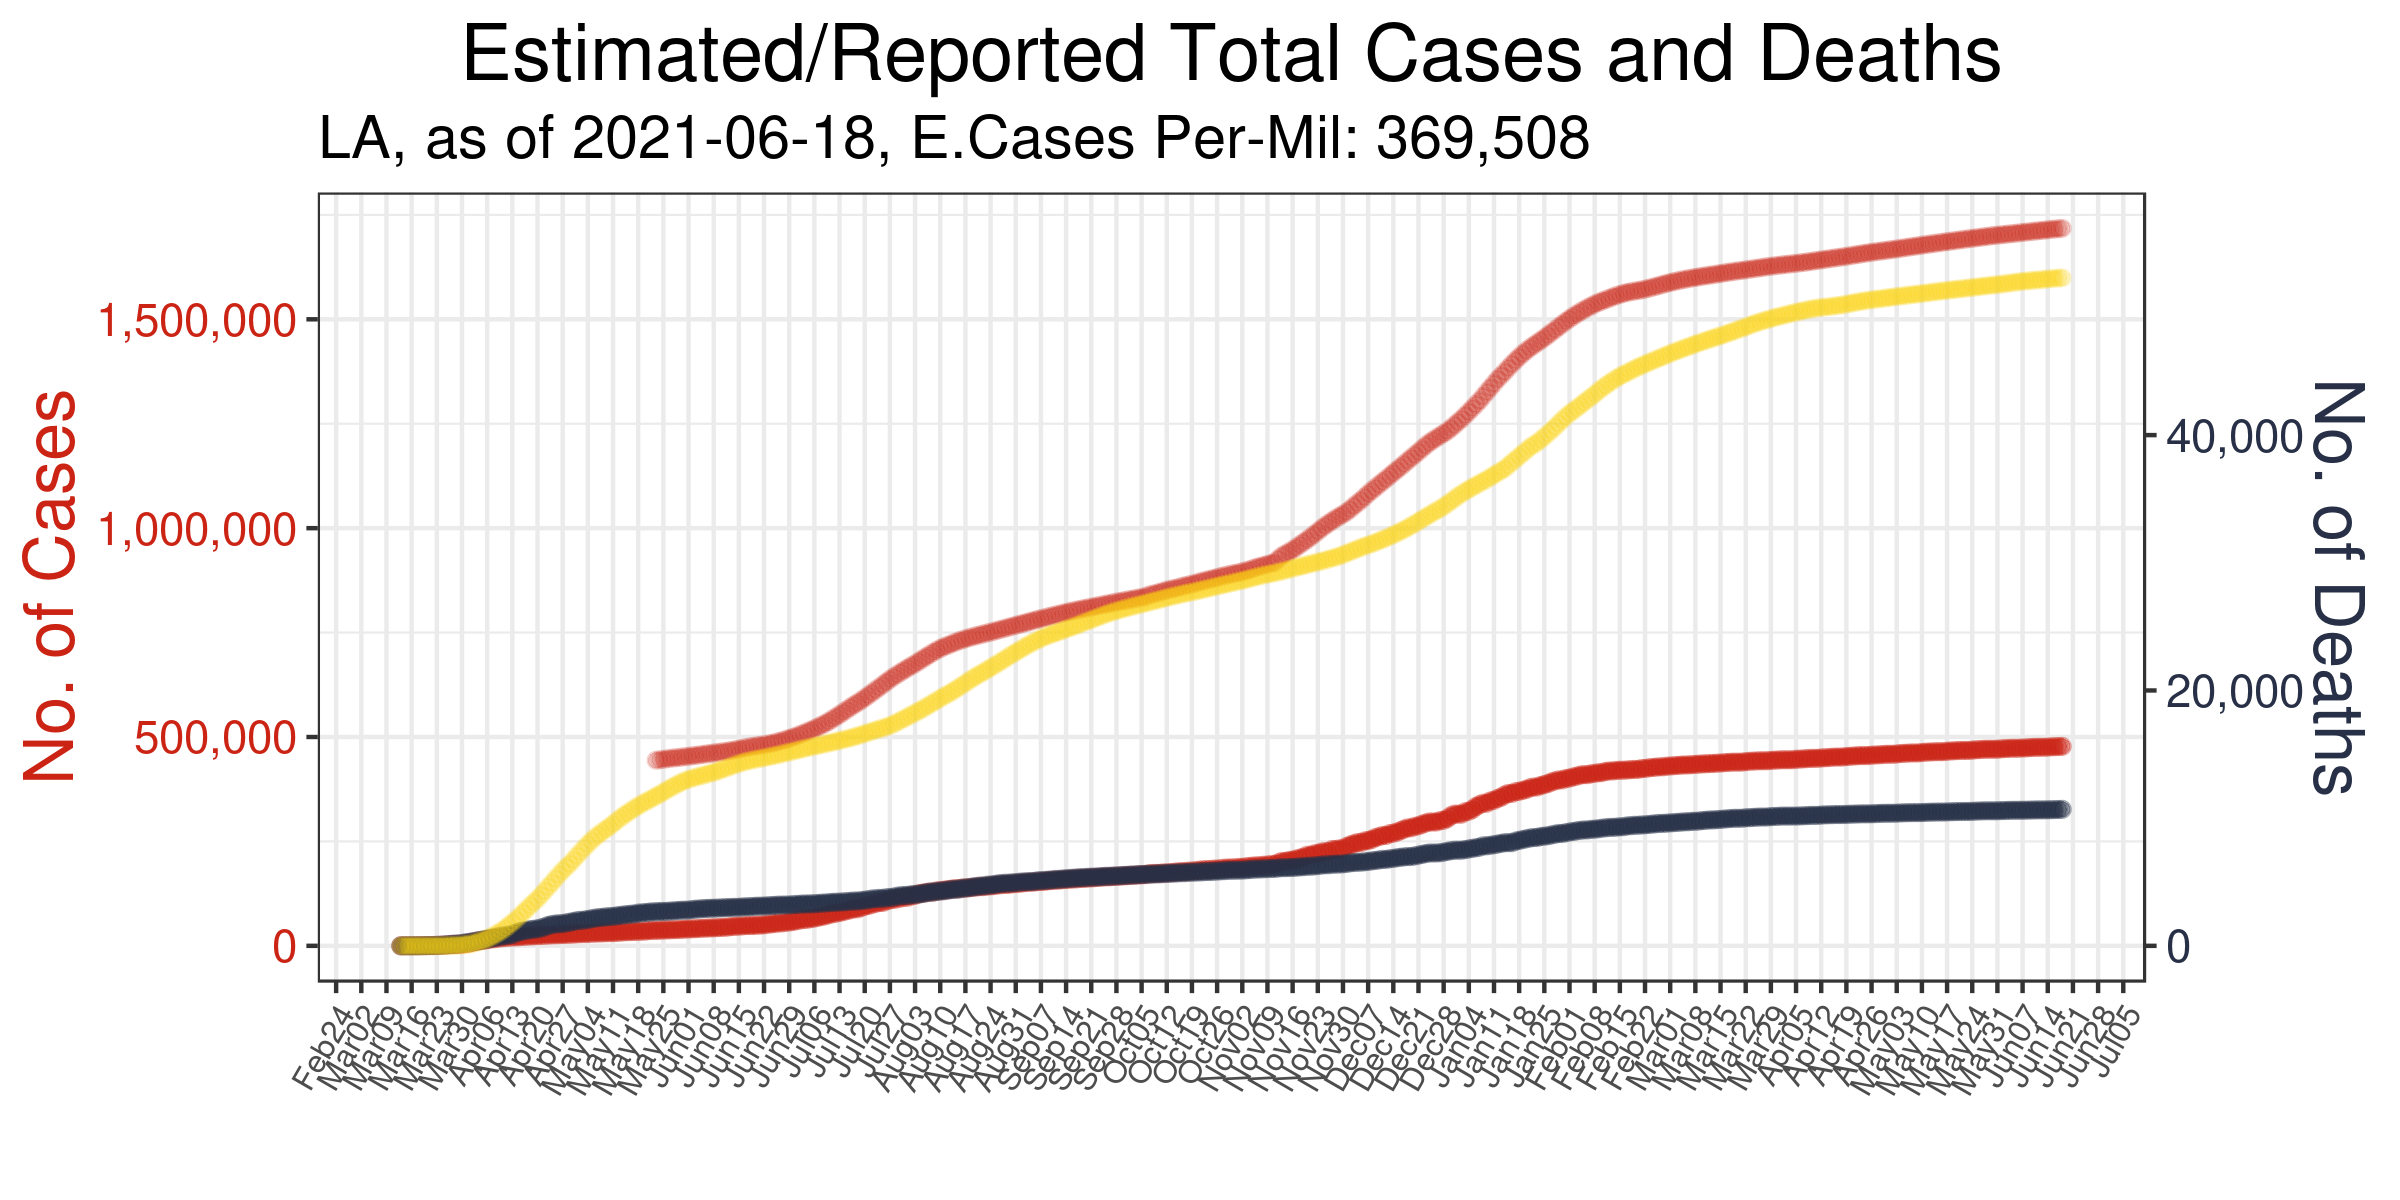 Estimated/Reported Total Cases and Deaths
LA, as of 2021-06-18, E.Cases Per-Mil: 369,508
No. of Cases
1,500,000
1,000,000
500,000
0
No. of Deaths
40,000
20,000
0
Feb24
Mar02
Mar09
Mar16
Mar23
Mar30
Apr06
Apr13
Apr20
Apr27
May04
May11
May18
May25
Jun01
Jun08
Jun15
Jun22
Jun29
Jul06
Jul13
Jul20
Jul27
Aug03
Aug10
Aug17
Aug24
Aug31
Sep07
Sep14
Sep21
Sep28
Oct05
Oct12
Oct19
Oct26
Nov02
Nov09
Nov16
Nov23
Nov30
Dec07
Dec14
Dec21
Dec28
Jan04
Jan11
Jan18
Jan25
Feb01
Feb08
Feb15
Feb22
Mar01
Mar08
Mar15
Mar22
Mar29
Apr05
Apr12
Apr19
Apr26
May03
May10
May17
May24
May31
Jun07
Jun14
Jun21
Jun28
Jul05